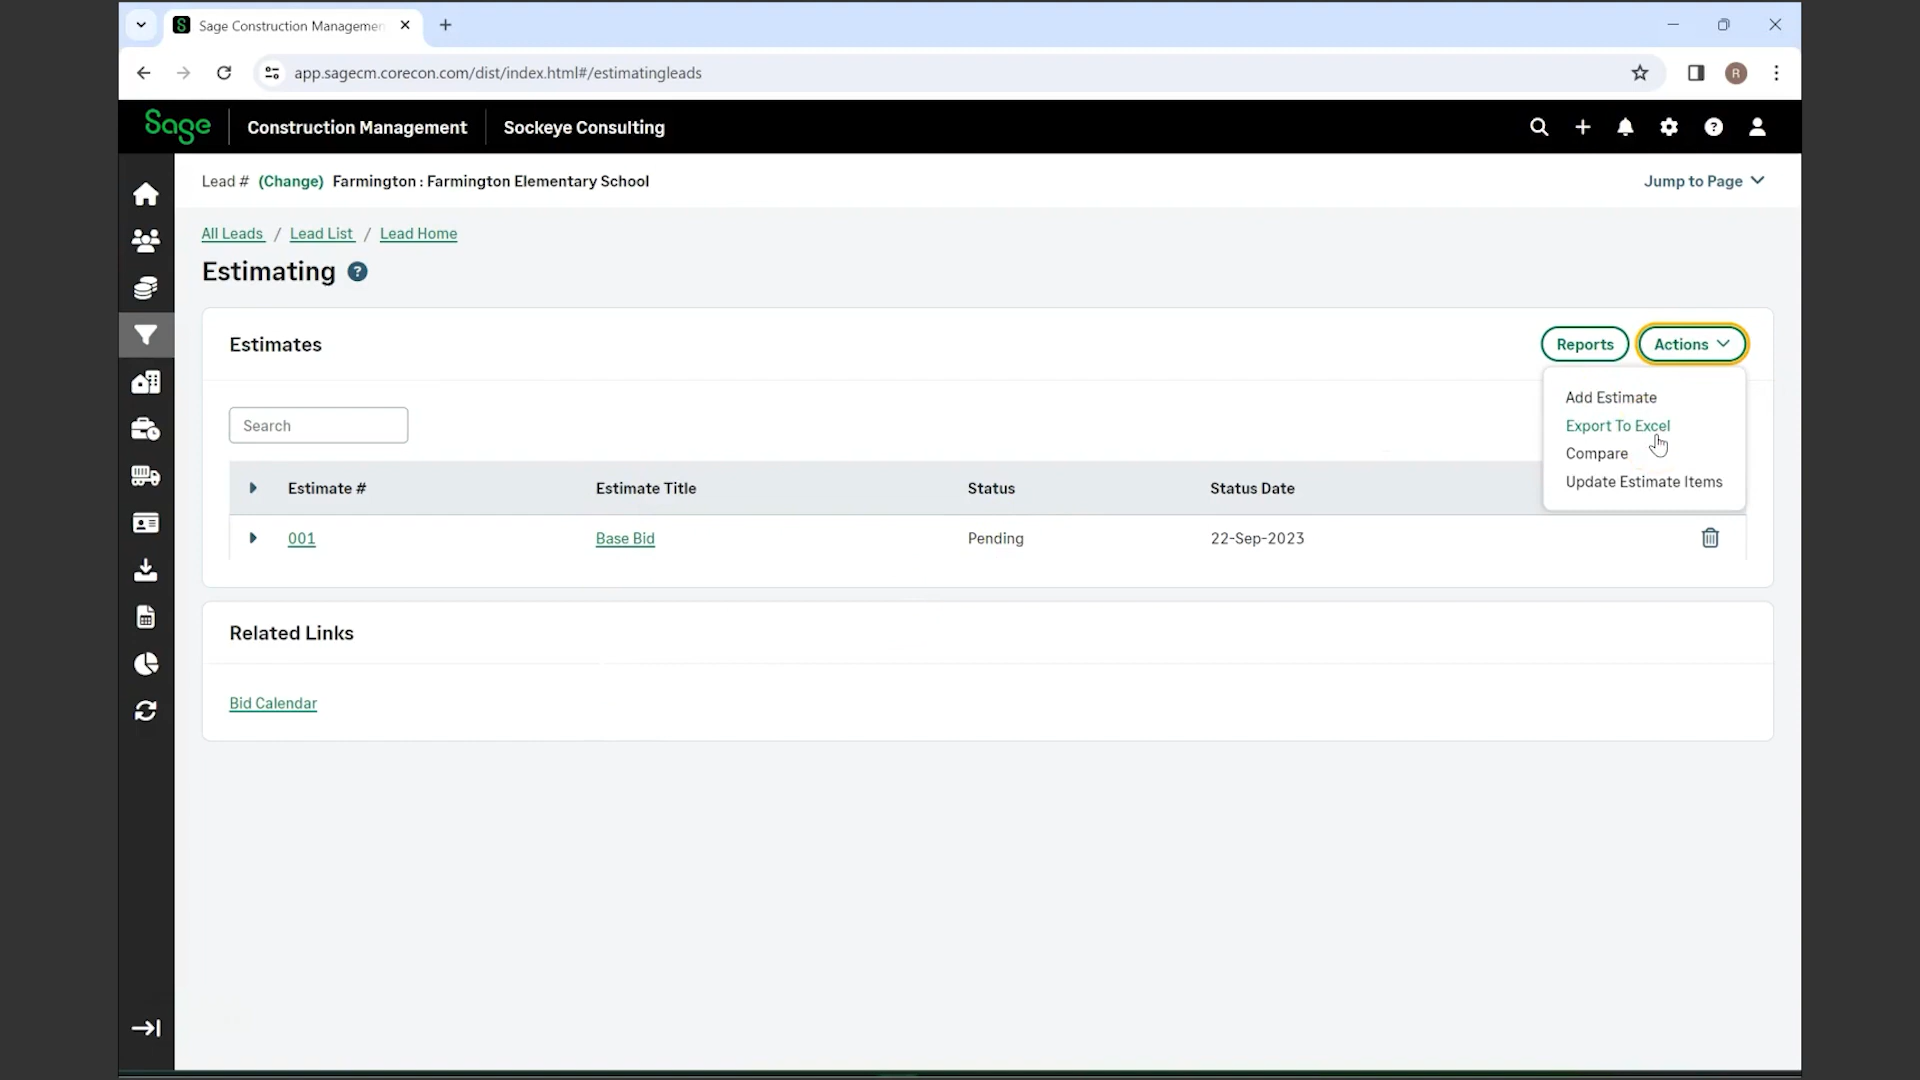 Sage Construction Managemen
app.sagecm.corecon.com/dist/index.html#/estimatingleads
R
Sage
Construction Management
Sockeye Consulting
Lead # (Change) Farmington : Farmington Elementary School
Jump to Page
All Leads / Lead List / Lead Home
Estimating ?
Estimates
Reports
Actions
Add Estimate
Export To Excel
Compare
Update Estimate Items
Search
Estimate # Estimate Title Status Status Date
001 Base Bid Pending 22-Sep-2023
Related Links
Bid Calendar